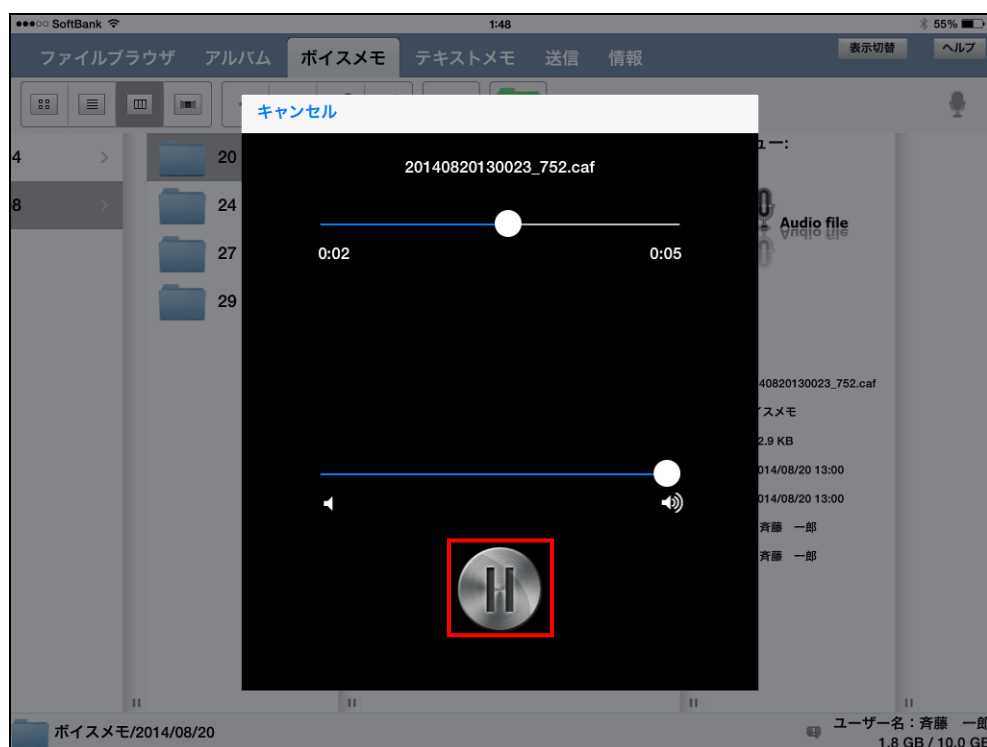 SoftBank 1:48 55%
ファイルブラウザ アルバム ボイスメモ テキストメモ 送信 情報 表示切替 ヘルプ
キャンセル
20140820130023_752.caf
0:02 0:05
4
8
20
24
27
29
ュー:
Audio file
40820130023_752.caf
イスメモ
2.9 KB
014/08/20 13:00
014/08/20 13:00
斉藤 一郎
斉藤 一郎
ボイスメモ/2014/08/20
ユーザー名：斉藤 一郎
1.8 GB / 10.0 GB